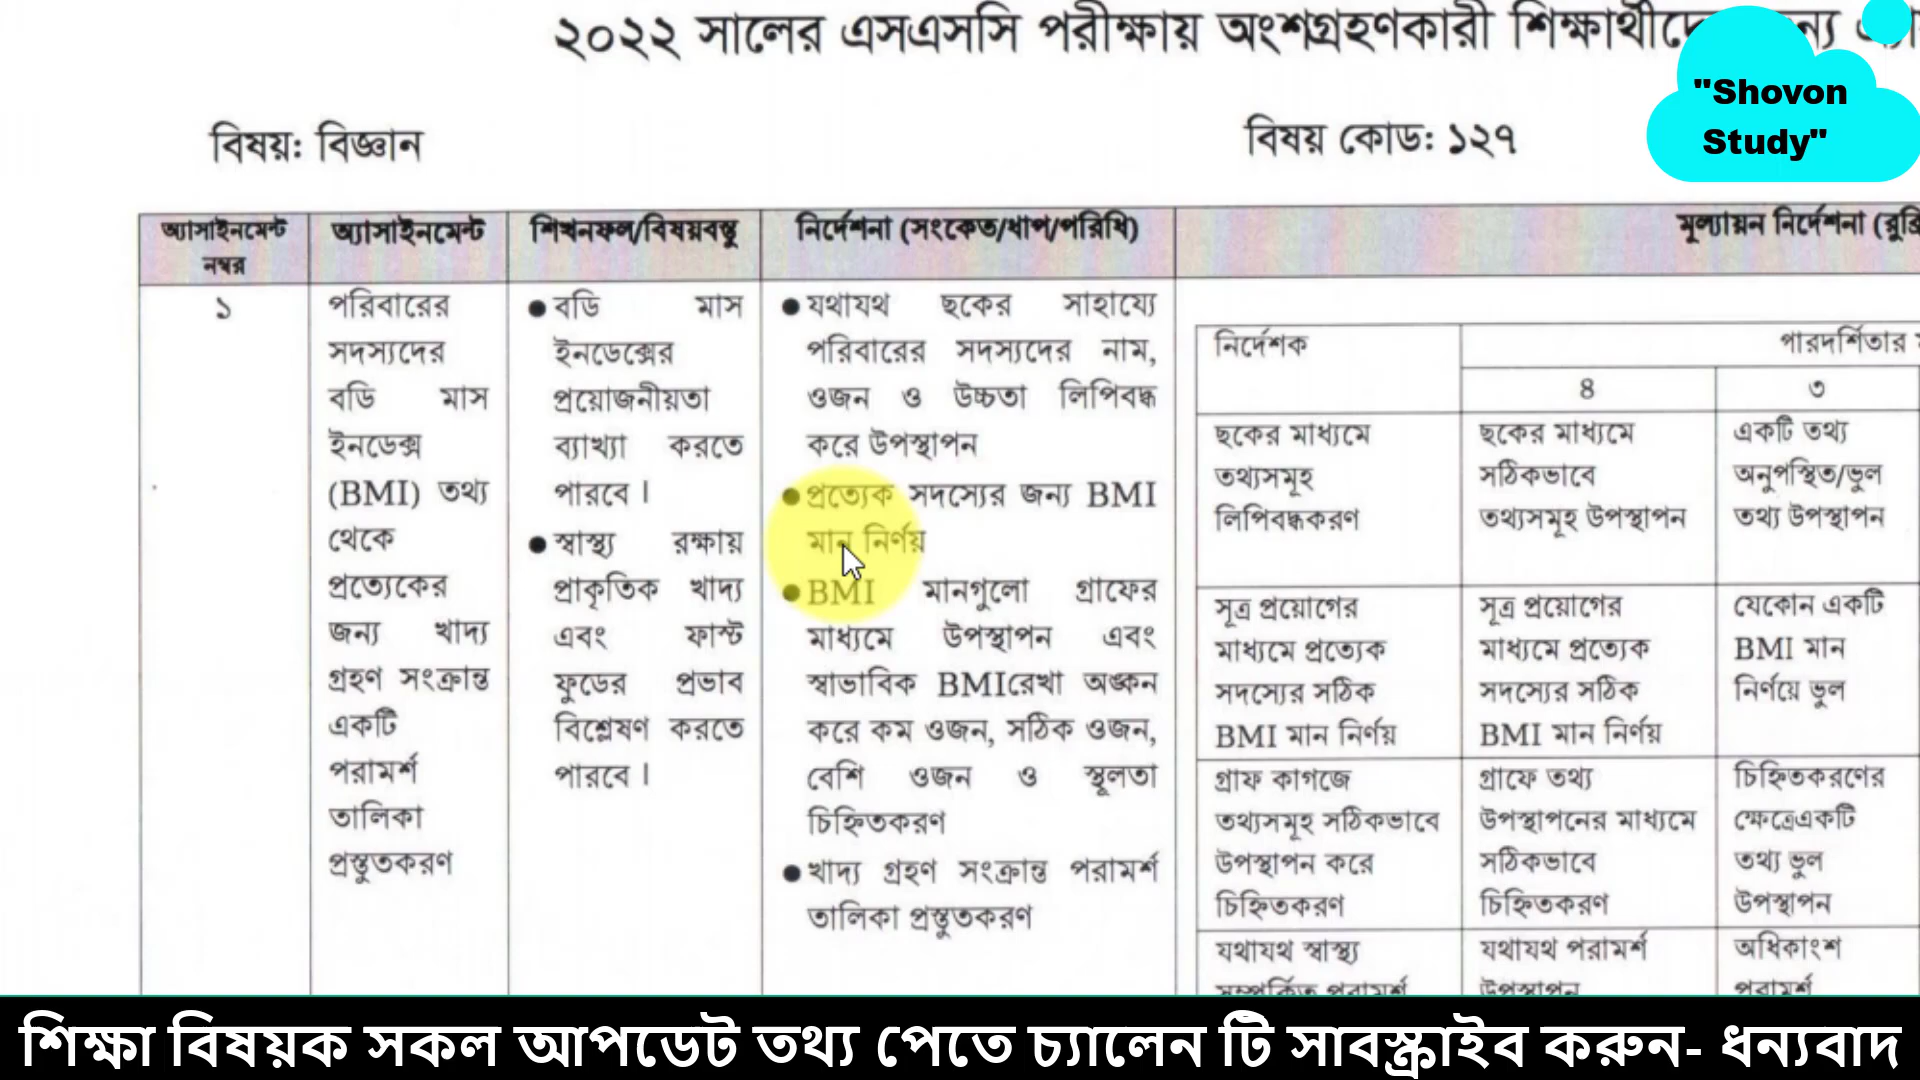 ২০২২ সালের এসএসসি পরীক্ষায় অংশগ্রহণকারী শিক্ষার্থীদের
"Shovon
Study"
বিষয়: বিজ্ঞান
বিষয় কোড: ১২৭
অ্যাসাইনমেন্ট
নম্বর
অ্যাসাইনমেন্ট
শিখনফল/বিষয়বস্তু
নির্দেশনা (সংকেত/ধাপ/পরিধি)
মূল্যায়ন নির্দেশনা
১
পরিবারের
সদস্যদের
বডি মাস
ইনডেক্স
(BMI) তথ্য
থেকে
প্রত্যেকের
জন্য খাদ্য
গ্রহণ সংক্রান্ত
একটি
পরামর্শ
তালিকা
প্রস্তুতকরণ
● বডি মাস
ইনডেক্সের
প্রয়োজনীয়তা
ব্যাখ্যা করতে
পারবে।
● স্বাস্থ্য রক্ষায়
প্রাকৃতিক খাদ্য
এবং ফাস্ট
ফুডের প্রভাব
বিশ্লেষণ করতে
পারবে।
● যথাযথ ছকের সাহায্যে
পরিবারের সদস্যদের নাম,
ওজন ও উচ্চতা লিপিবদ্ধ
করে উপস্থাপন
● প্রত্যেক সদস্যের জন্য BMI
মান নির্ণয়
● BMI মানগুলো গ্রাফের
মাধ্যমে উপস্থাপন এবং
স্বাভাবিক BMIরেখা অঙ্কন
করে কম ওজন, সঠিক ওজন,
বেশি ওজন ও স্থূলতা
চিহ্নিতকরণ
● খাদ্য গ্রহণ সংক্রান্ত পরামর্শ
তালিকা প্রস্তুতকরণ
নির্দেশক
পারদর্শিতার
৪
৩
ছকের মাধ্যমে
তথ্যসমূহ
লিপিবদ্ধকরণ
ছকের মাধ্যমে
সঠিকভাবে
তথ্যসমূহ উপস্থাপন
একটি তথ্য
অনুপস্থিত/ভুল
তথ্য উপস্থাপন
সূত্র প্রয়োগের
মাধ্যমে প্রত্যেক
সদস্যের সঠিক
BMI মান নির্ণয়
সূত্র প্রয়োগের
মাধ্যমে প্রত্যেক
সদস্যের সঠিক
BMI মান নির্ণয়
যেকোন একটি
BMI মান
নির্ণয়ে ভুল
গ্রাফ কাগজে
তথ্যসমূহ সঠিকভাবে
উপস্থাপন করে
চিহ্নিতকরণ
গ্রাফে তথ্য
উপস্থাপনের মাধ্যমে
সঠিকভাবে
চিহ্নিতকরণ
চিহ্নিতকরণের
ক্ষেত্রেএকটি
তথ্য ভুল
উপস্থাপন
যথাযথ স্বাস্থ্য
সম্পর্কিত পরামর্শ
যথাযথ পরামর্শ
উপস্থাপন
অধিকাংশ
পরামর্শ
শিক্ষা বিষয়ক সকল আপডেট তথ্য পেতে চ্যালেন টি সাবস্ক্রাইব করুন- ধন্যবাদ